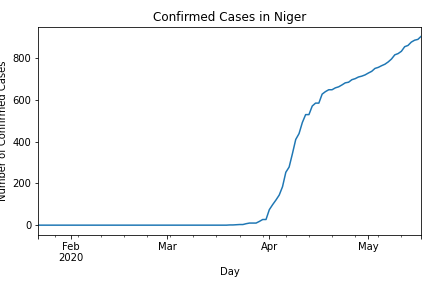 Confirmed Cases in Niger
Number of Confirmed Cases
800
600
400
200
0
Feb
2020
Mar
Apr
May
Day